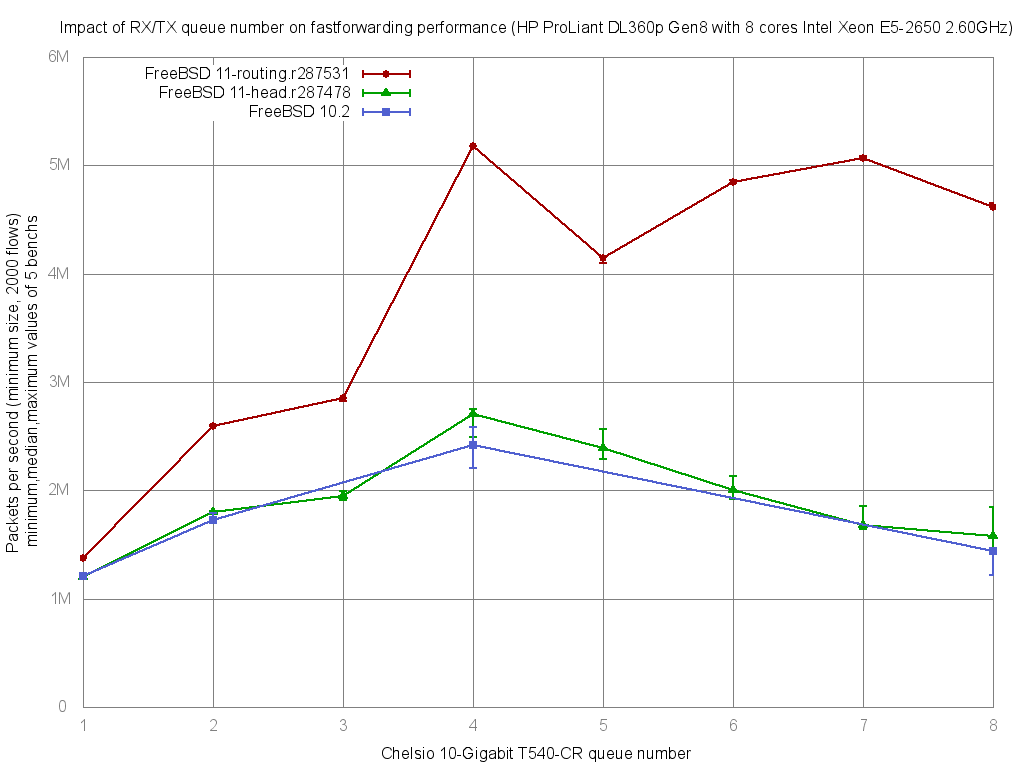 Impact of RX/TX queue number on fastforwarding performance (HP ProLiant DL360p Gen8 with 8 cores Intel Xeon E5-2650 2.60GHz)
FreeBSD 11-routing.r287531
FreeBSD 11-head.r287478
FreeBSD 10.2
6M
5M
4M
3M
2M
1M
0
Packets per second (minimum size, 2000 flows)
minimum,median,maximum values of 5 benchs
1 2 3 4 5 6 7 8
Chelsio 10-Gigabit T540-CR queue number